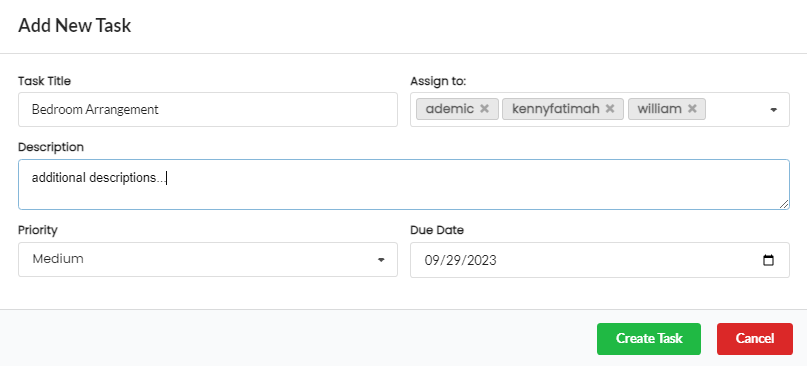 Add New Task
Task Title
Assign to:
Bedroom Arrangement
ademic × kennyfatimah × william ×
Description
additional descriptions...
Priority
Due Date
Medium
09/29/2023
Create Task
Cancel